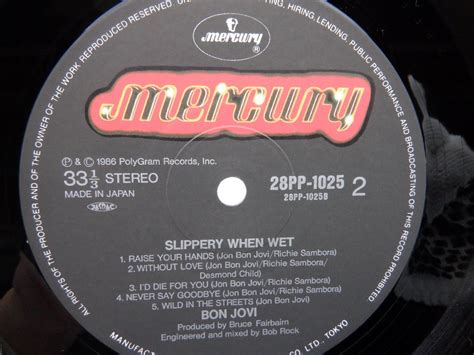 ALL RIGHTS OF THE PRODUCER AND OF THE OWNER OF THE WORK REPRODUCED RESERVED
HIRING, LENDING, PUBLIC PERFORMANCE AND BROADCASTING OF THIS RECORD PROHIBITED
mercury ®
mercury
℗ & © 1986 PolyGram Records, Inc.
33 1/3 STEREO
MADE IN JAPAN
28PP-1025 2
28PP-1025B
SLIPPERY WHEN WET
1. RAISE YOUR HANDS (Jon Bon Jovi/Richie Sambora)
2. WITHOUT LOVE (Jon Bon Jovi/Richie Sambora/
Desmond Child)
3. I'D DIE FOR YOU (Jon Bon Jovi/Richie Sambora/
4. NEVER SAY GOODBYE (Jon Bon Jovi/Richie Sambora)
5. WILD IN THE STREETS (Jon Bon Jovi)
BON JOVI
Produced by Bruce Fairbairn
Engineered and mixed by Bob Rock
CO., LTD., TOKYO